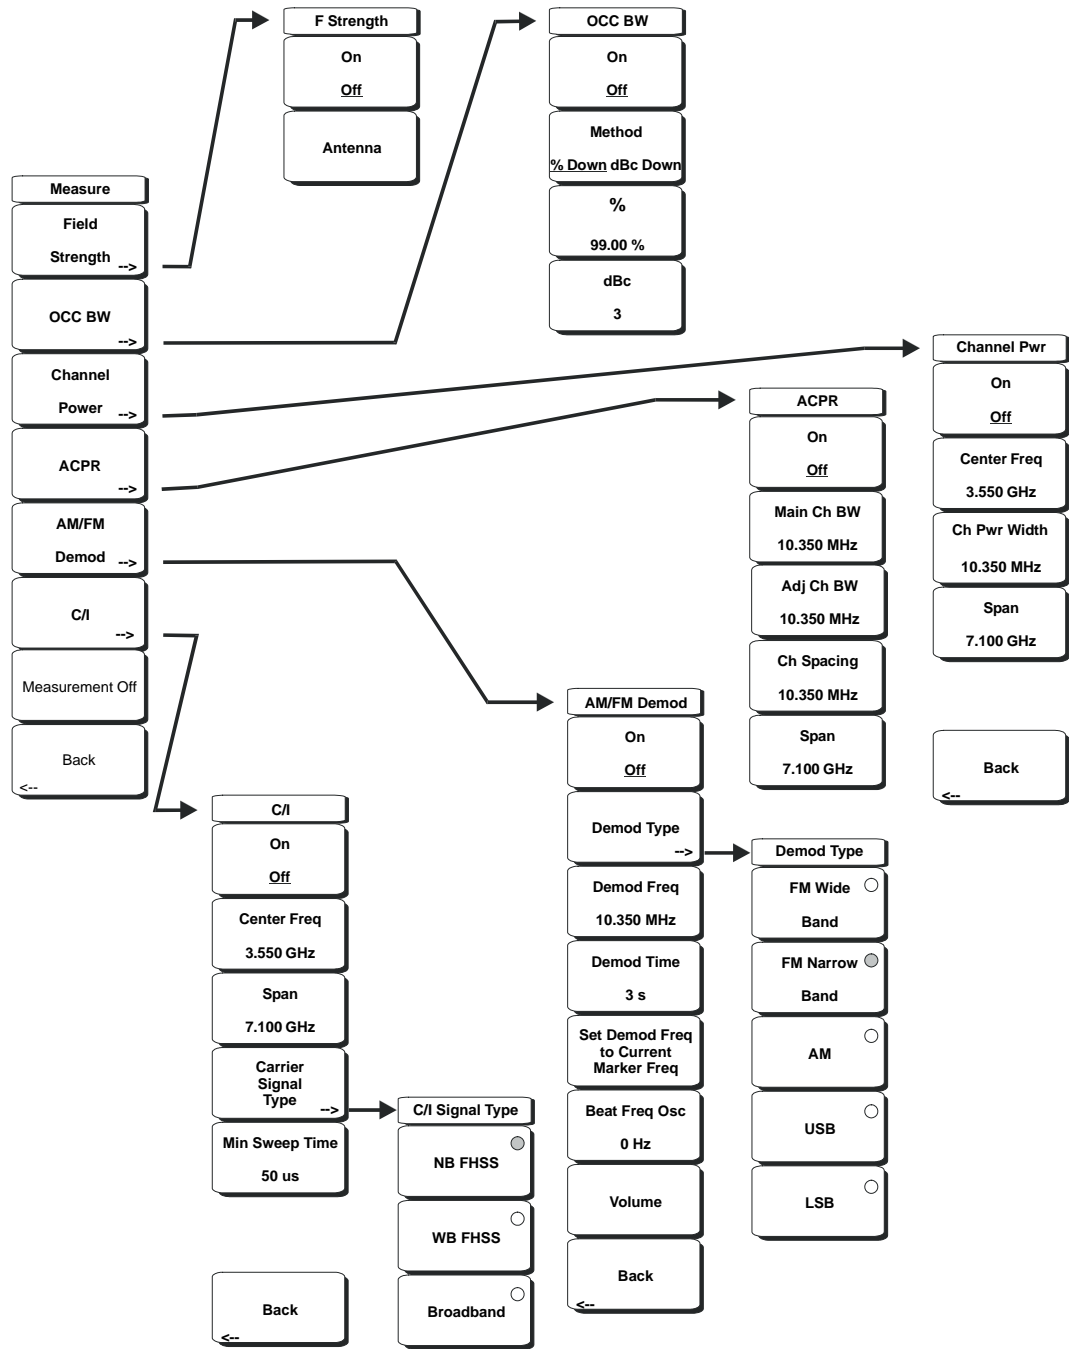 F Strength
On
Off
Antenna
OCC BW
On
Off
Method
% Down dBc Down
%
99.00 %
dBc
3
Measure
Field
Strength -->
OCC BW
-->
Channel
Power -->
ACPR
-->
AM/FM
Demod -->
C/I
-->
Measurement Off
Back
<--
Channel Pwr
On
Off
Center Freq
3.550 GHz
Ch Pwr Width
10.350 MHz
Span
7.100 GHz
Back
<--
ACPR
On
Off
Main Ch BW
10.350 MHz
Adj Ch BW
10.350 MHz
Ch Spacing
10.350 MHz
Span
7.100 GHz
AM/FM Demod
On
Off
Demod Type
-->
Demod Freq
10.350 MHz
Demod Time
3 s
Set Demod Freq
to Current
Marker Freq
Beat Freq Osc
0 Hz
Volume
Back
<--
Demod Type
FM Wide
Band
FM Narrow
Band
AM
USB
LSB
C/I
On
Off
Center Freq
3.550 GHz
Span
7.100 GHz
Carrier
Signal
Type
-->
Min Sweep Time
50 us
Back
<--
C/I Signal Type
NB FHSS
WB FHSS
Broadband